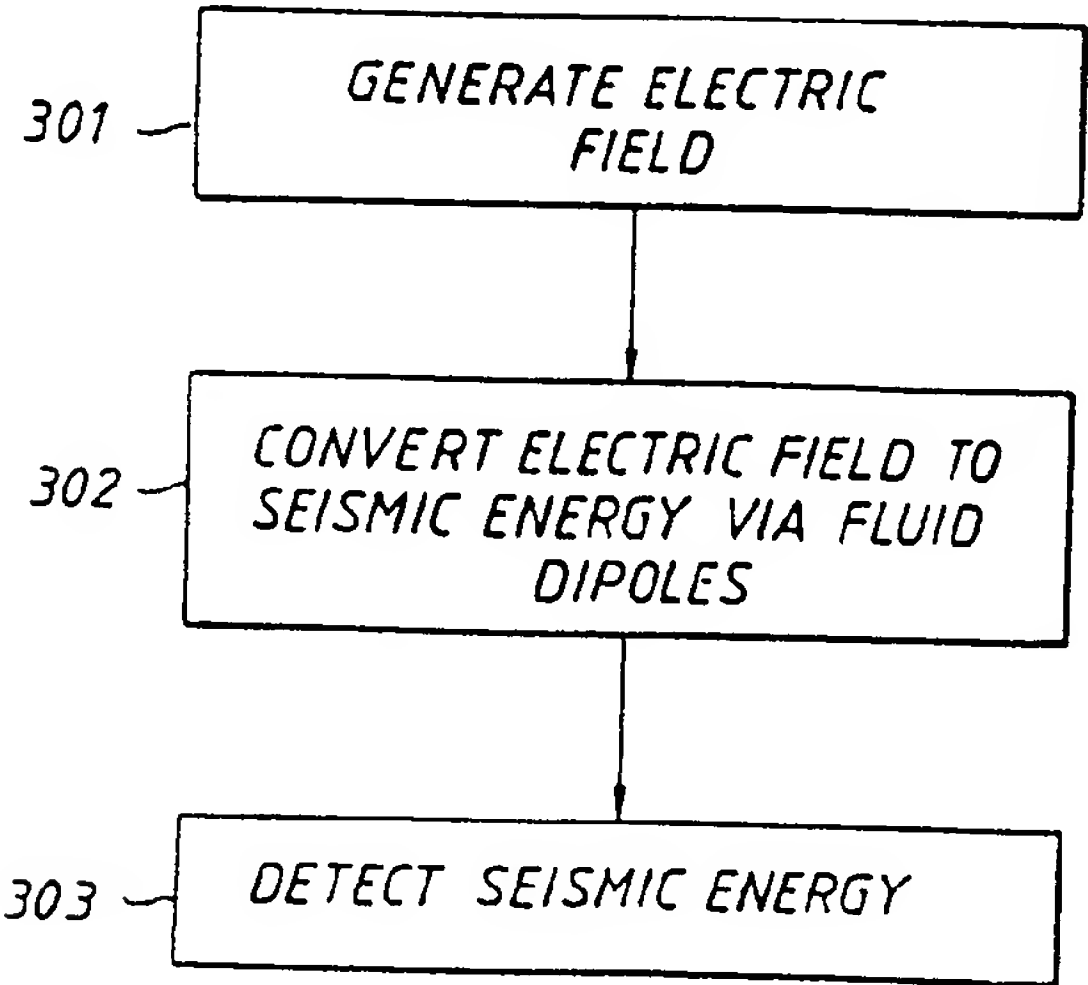 GENERATE ELECTRIC
FIELD
301
CONVERT ELECTRIC FIELD TO
SEISMIC ENERGY VIA FLUID
DIPOLES
302
DETECT SEISMIC ENERGY
303